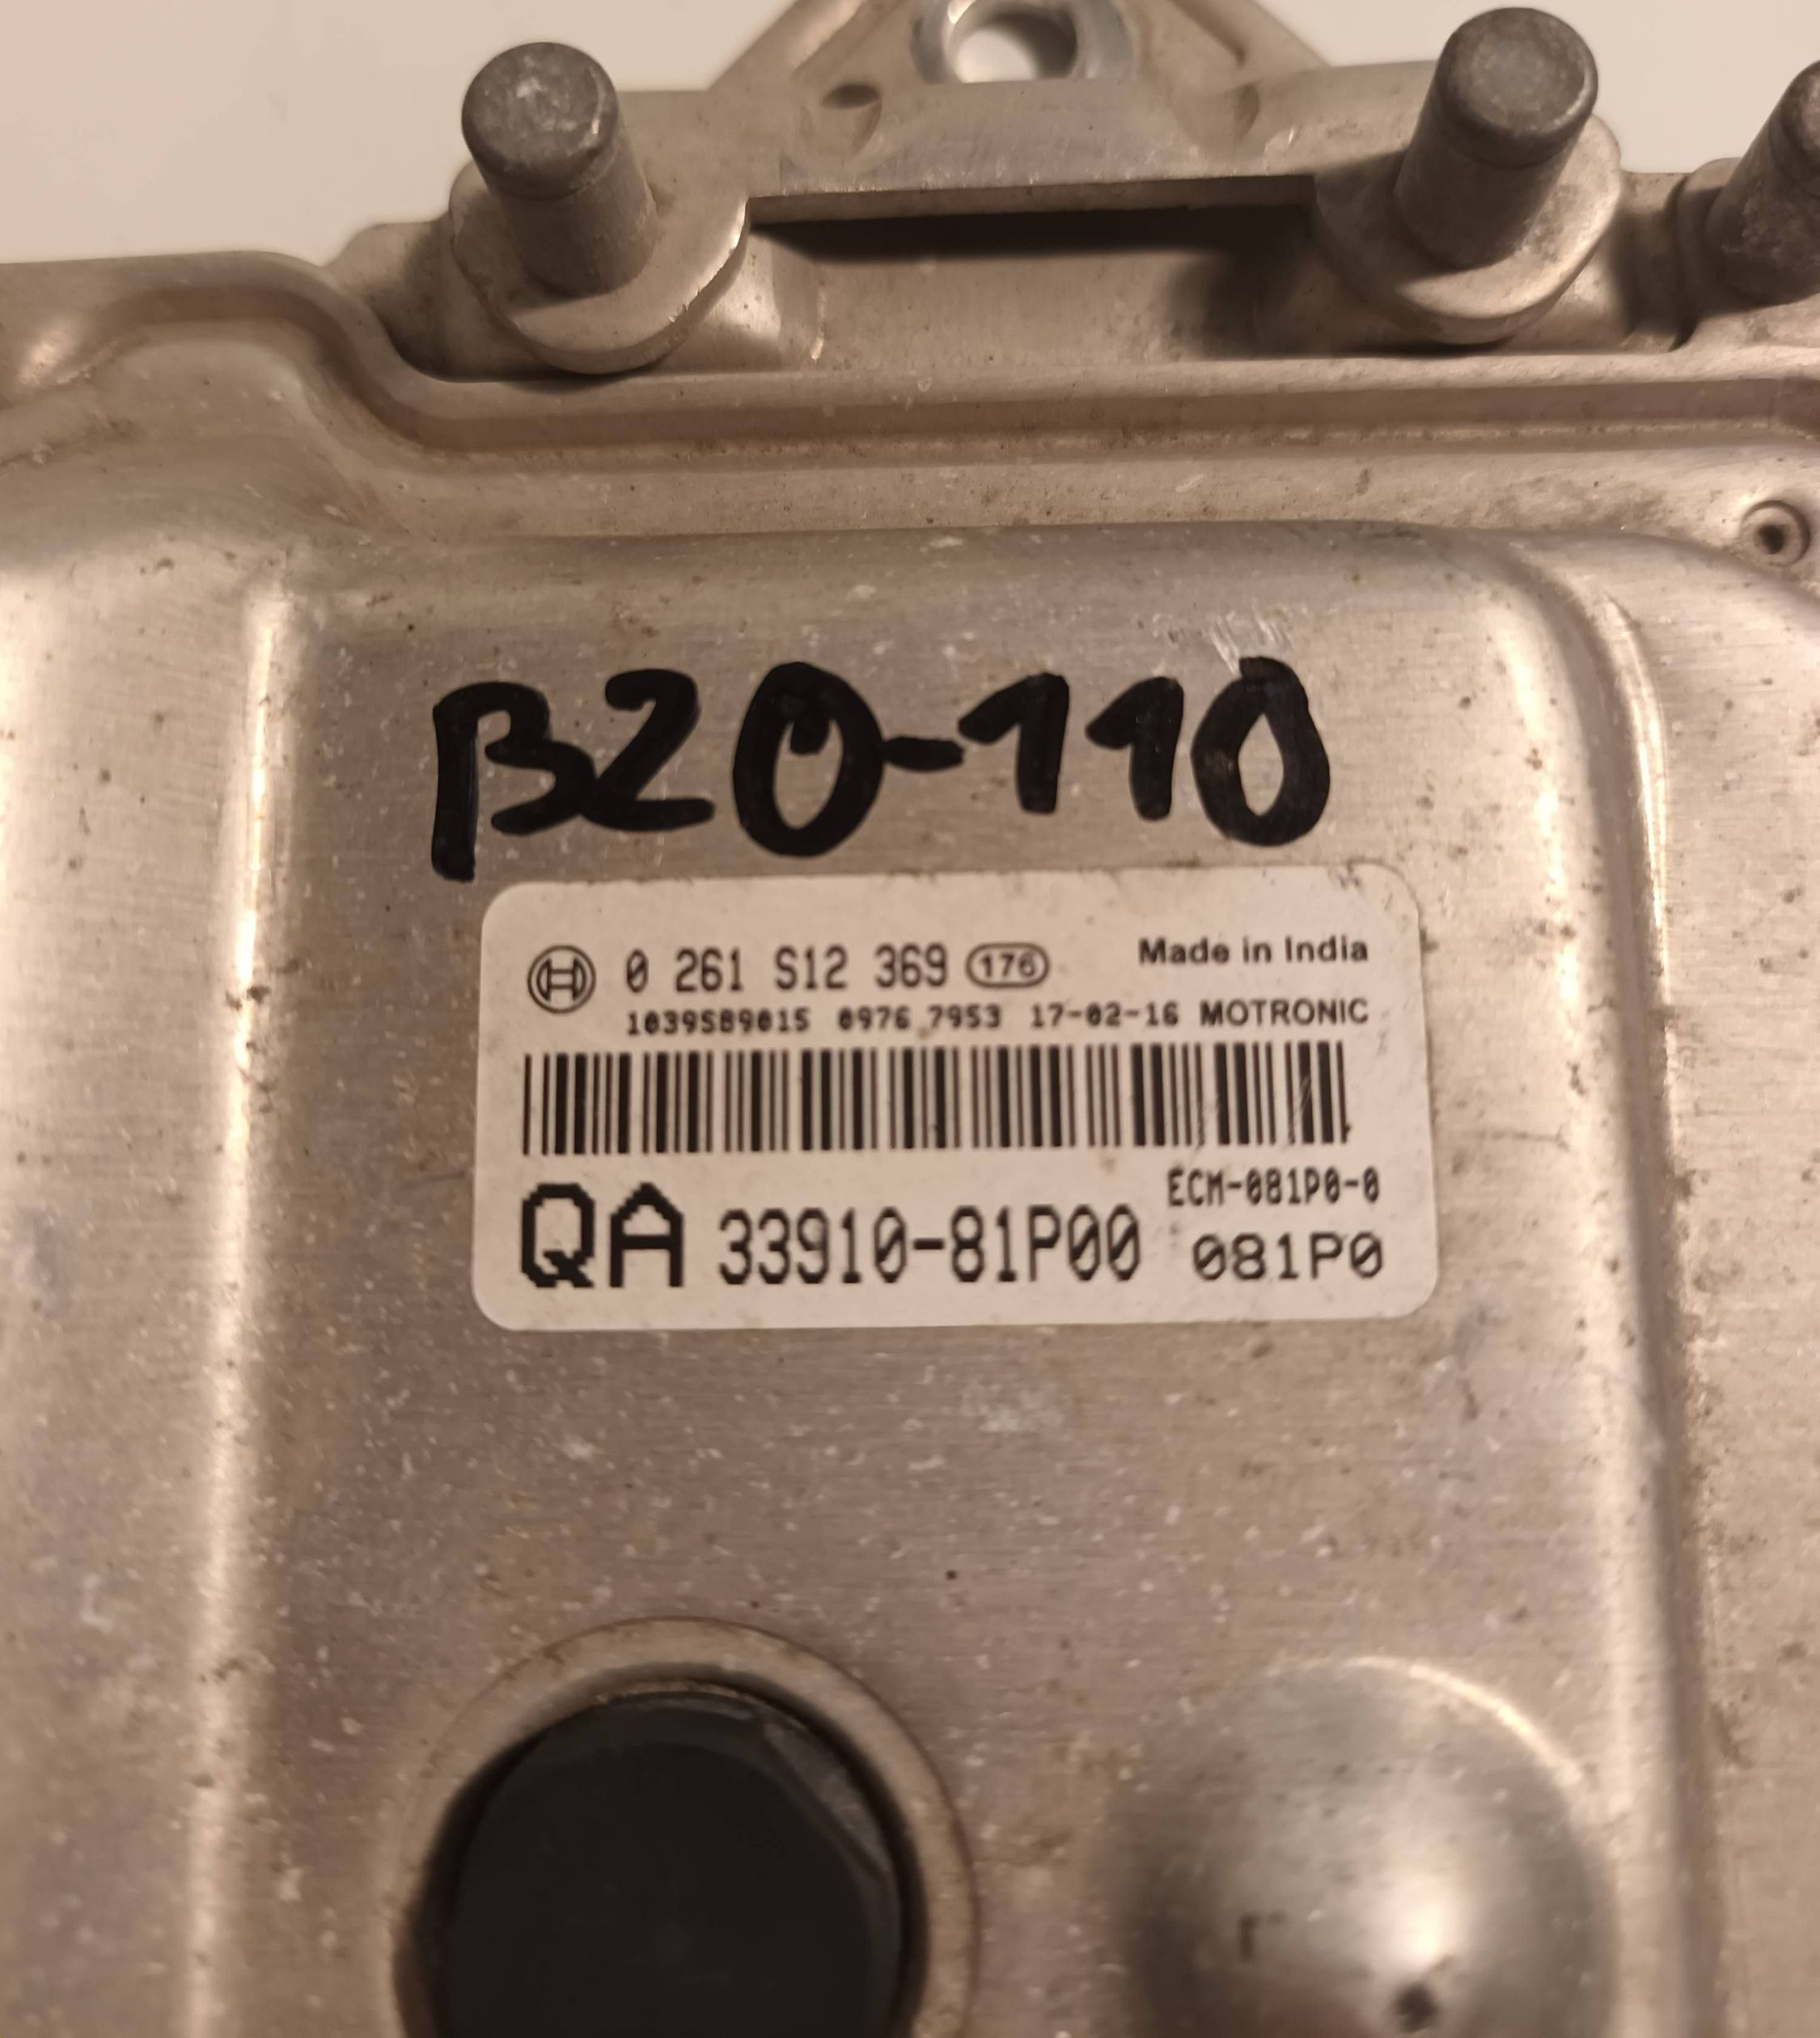 B20-110
0 261 S12 369 176 Made in India
1039S89015 0976 7953 17-02-16 MOTRONIC
ECM-081P0-0
QA 33910-81P00 081P0